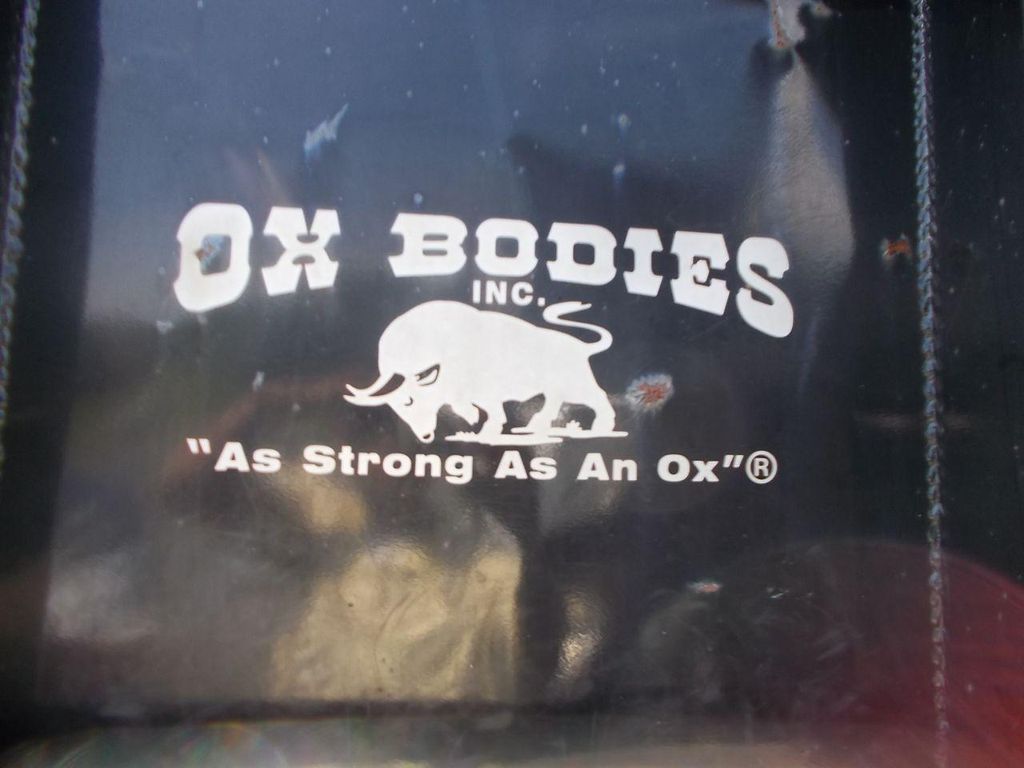 OX BODIES
INC.
"As Strong As An Ox"®